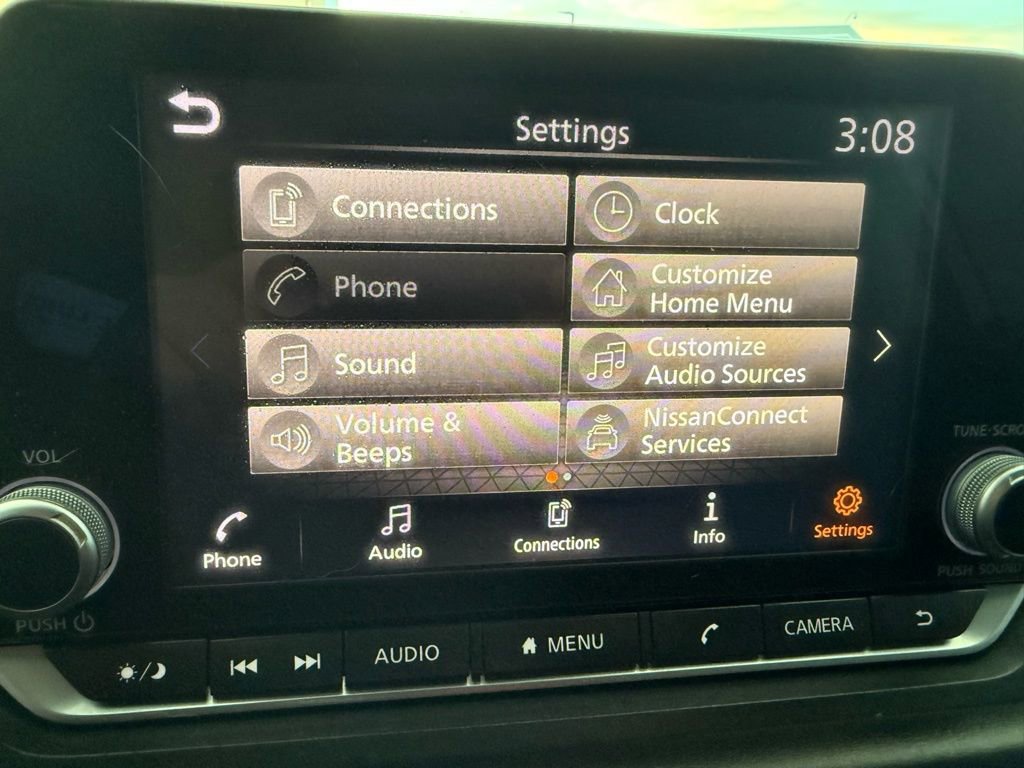 Settings
3:08
Connections
Clock
Phone
Customize
Home Menu
Sound
Customize
Audio Sources
Volume &
Beeps
NissanConnect
Services
VOL
TUNE·SCRO
Phone
Audio
Connections
Info
Settings
PUSH
PUSH SOUND
AUDIO
MENU
CAMERA